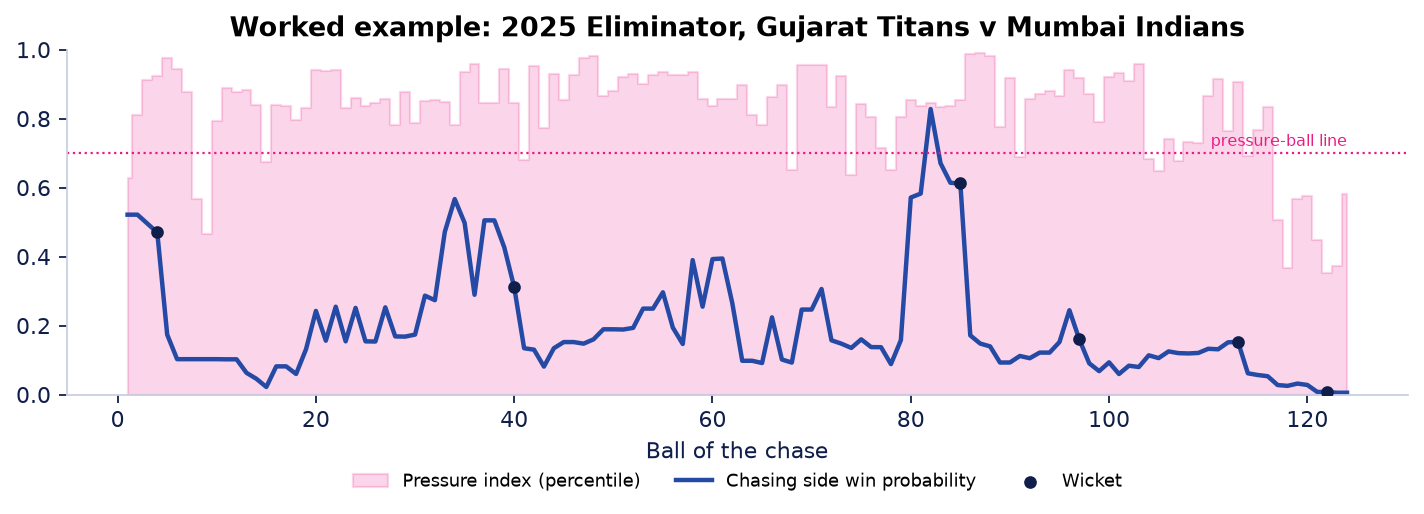 Worked example: 2025 Eliminator, Gujarat Titans v Mumbai Indians
1.0
0.8
0.6
0.4
0.2
0.0
pressure-ball line
0 20 40 60 80 100 120
Ball of the chase
Pressure index (percentile) Chasing side win probability Wicket